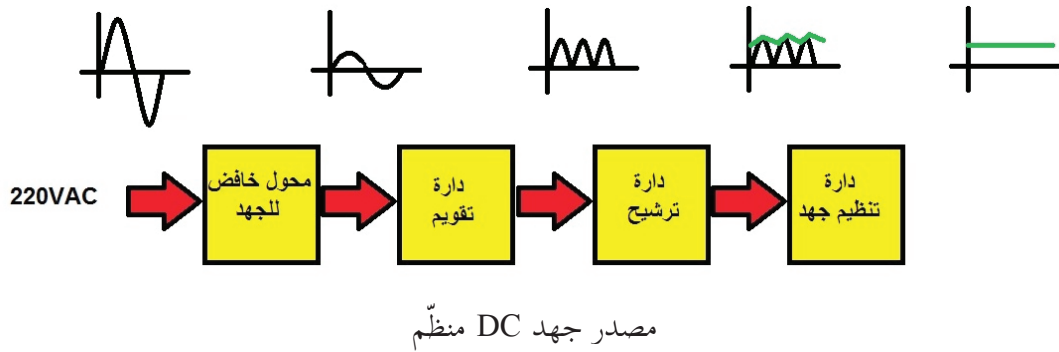 220VAC
محول خافض
للجهد
دارة
تقويم
دارة
ترشيح
دارة
تنظيم جهد
مصدر جهد DC منظّم